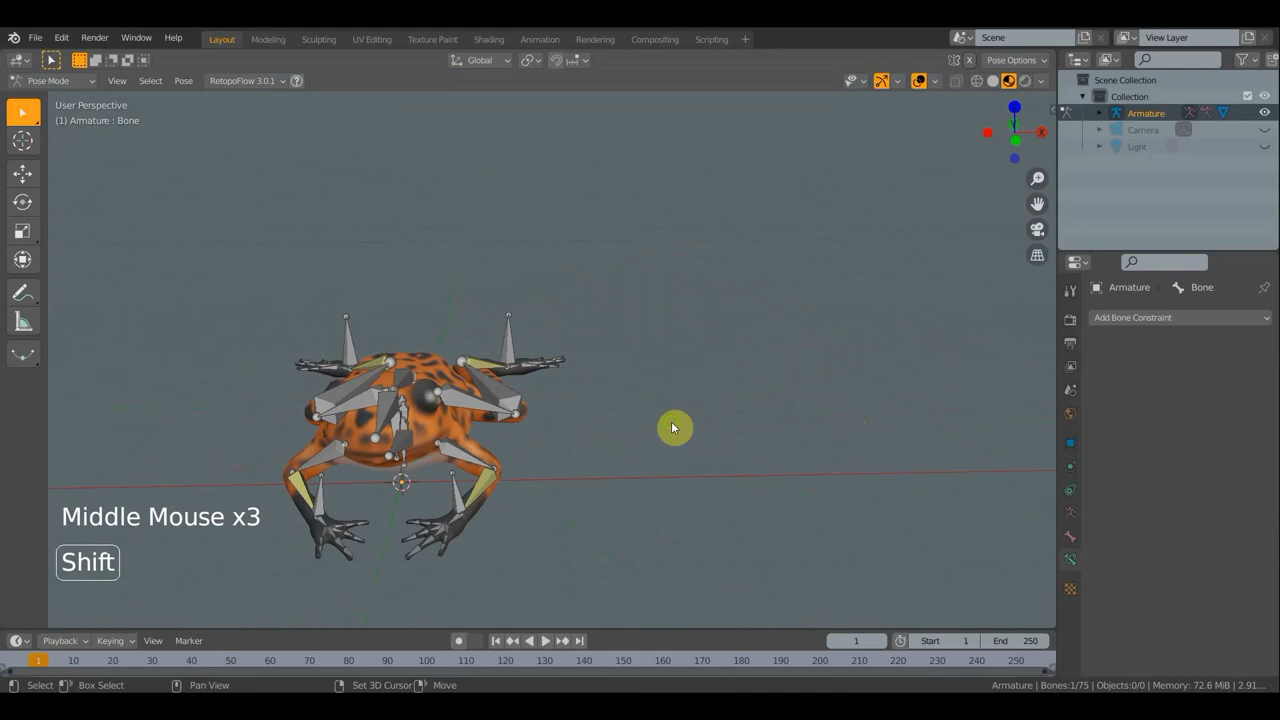 File Edit Render Window Help Layout Modeling Sculpting UV Editing Texture Paint Shading Animation Rendering Compositing Scripting + Scene View Layer
Global Pose Options
Pose Mode View Select Pose RetopoFlow 3.0.1
User Perspective
(1) Armature : Bone
X
Scene Collection
Collection
Armature
Camera
Light
Armature Bone
Add Bone Constraint
Middle Mouse x3
Shift
Playback Keying View Marker 1 Start 1 End 250
1 10 20 30 40 50 60 70 80 90 100 110 120 130 140 150 160 170 180 190 200 210 220 230 240 250
Select Box Select Pan View Set 3D Cursor Move Armature | Bones:1/75 | Objects:0/0 | Memory: 72.6 MiB | 2.91...